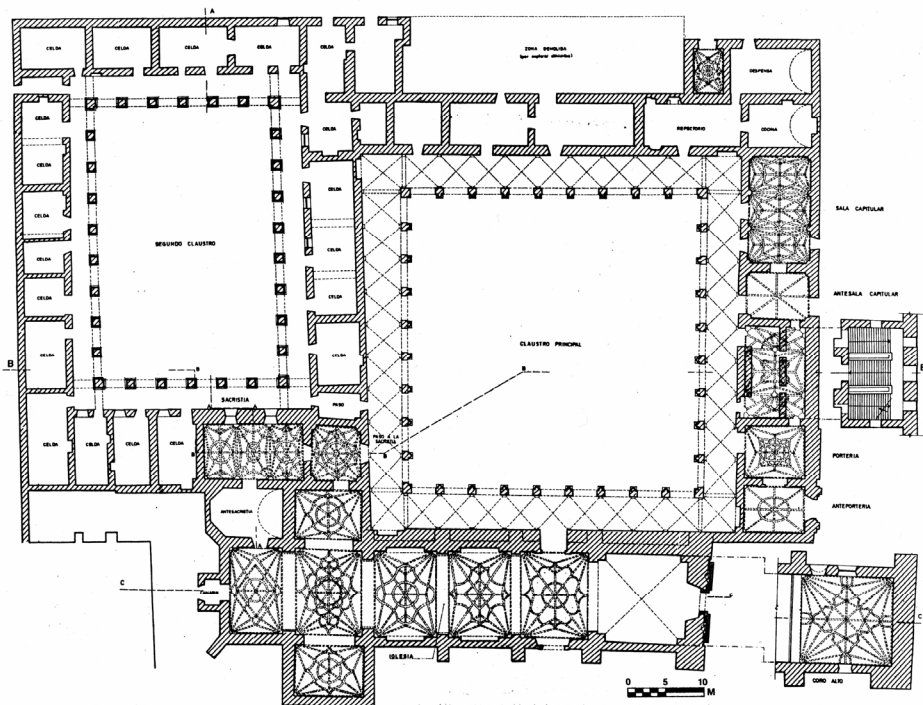 A
CELDA
CELDA
CELDA
CELDA
CELDA
ZONA DEMOLIDA
DESPENSA
CELDA
CELDA
REFECTORIO
COCINA
CELDA
CELDA
SALA CAPITULAR
CELDA
SEGUNDO CLAUSTRO
CELDA
CELDA
ANTESALA CAPITULAR
CELDA
CELDA
CLAUSTRO PRINCIPAL
CELDA
CELDA
B
B
B
SACRISTIA
PASO
PASO A LA
SACRISTIA
CELDA
CELDA
CELDA
CELDA
B
B
PORTERIA
ANTESACRISTIA
ANTEPORTERIA
A
C
C
IGLESIA
CORO ALTO
0 5 10
M